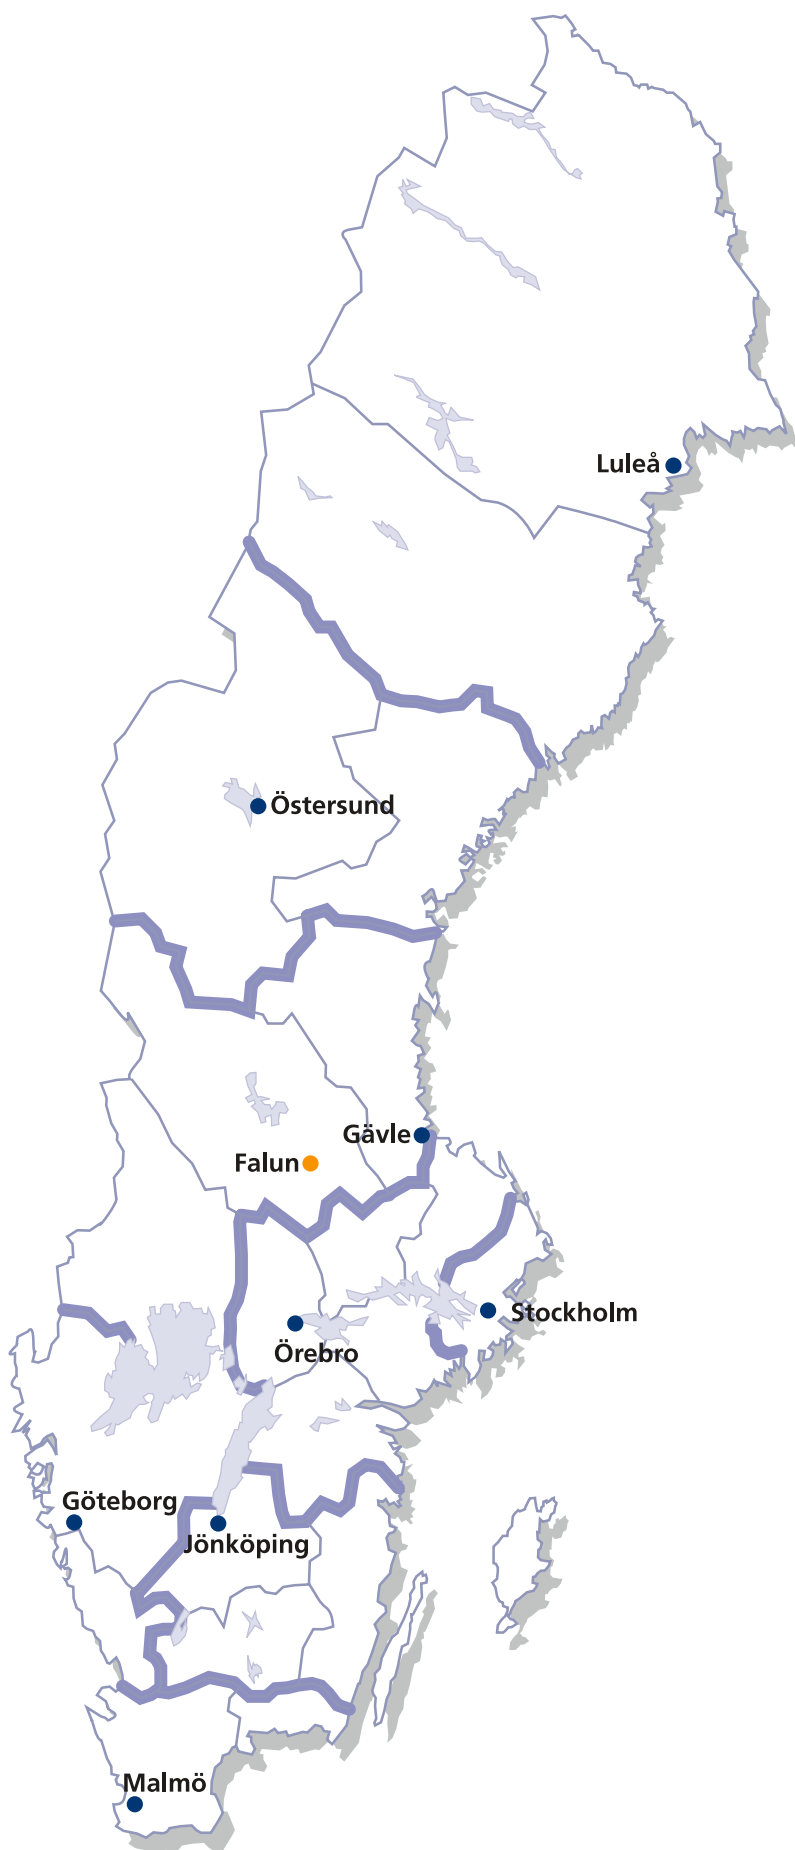 Luleå
Östersund
Gävle
Falun
Stockholm
Örebro
Göteborg
Jönköping
Malmö